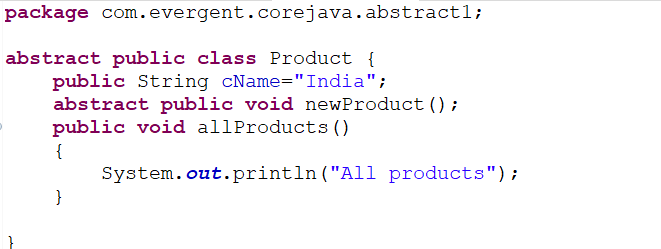 package com.evergent.corejava.abstract1;
abstract public class Product {
public String cName="India";
abstract public void newProduct();
public void allProducts()
{
System.out.println("All products");
}
}